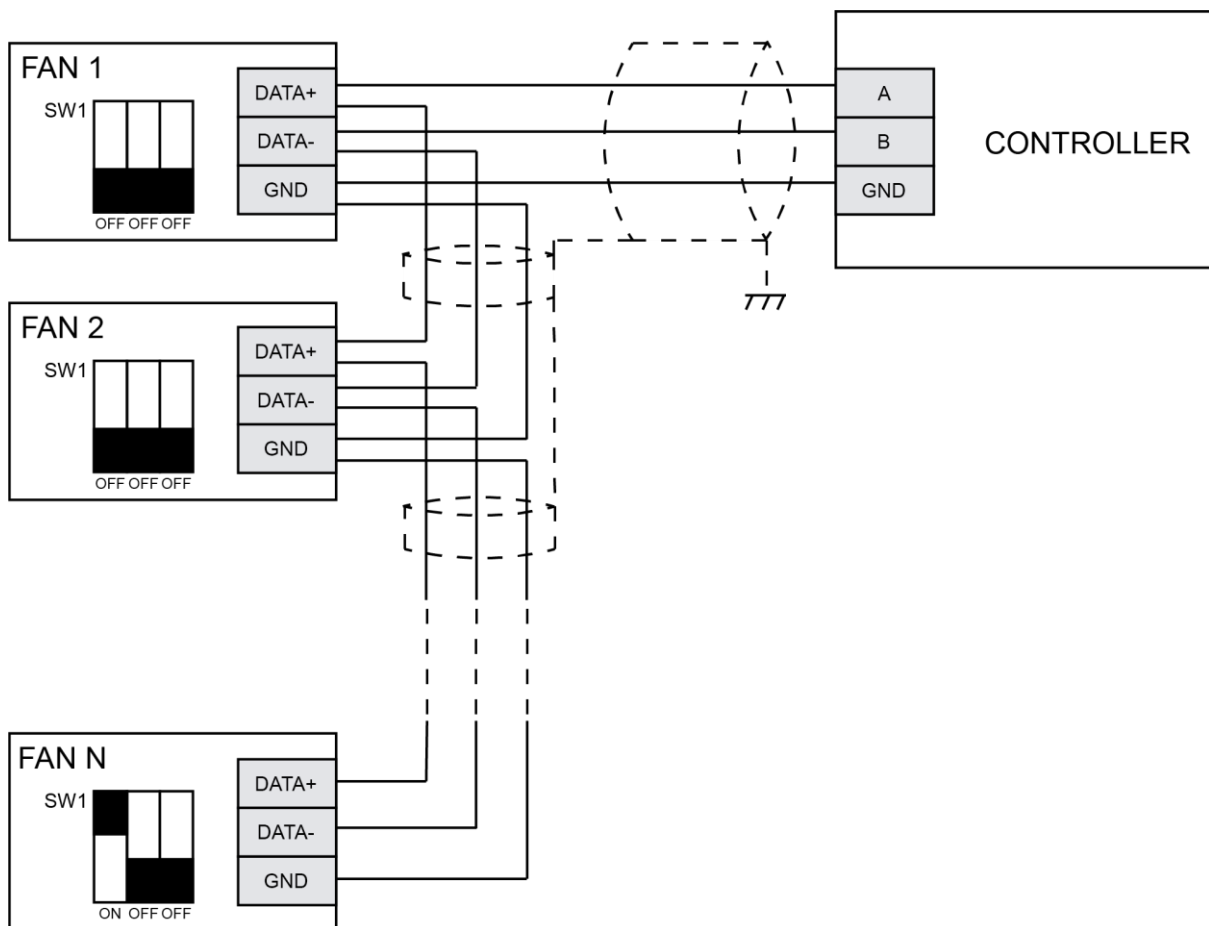 FAN 1
SW1
OFF OFF OFF
DATA+
DATA-
GND
A
B
GND
CONTROLLER
FAN 2
SW1
OFF OFF OFF
DATA+
DATA-
GND
FAN N
SW1
ON OFF OFF
DATA+
DATA-
GND